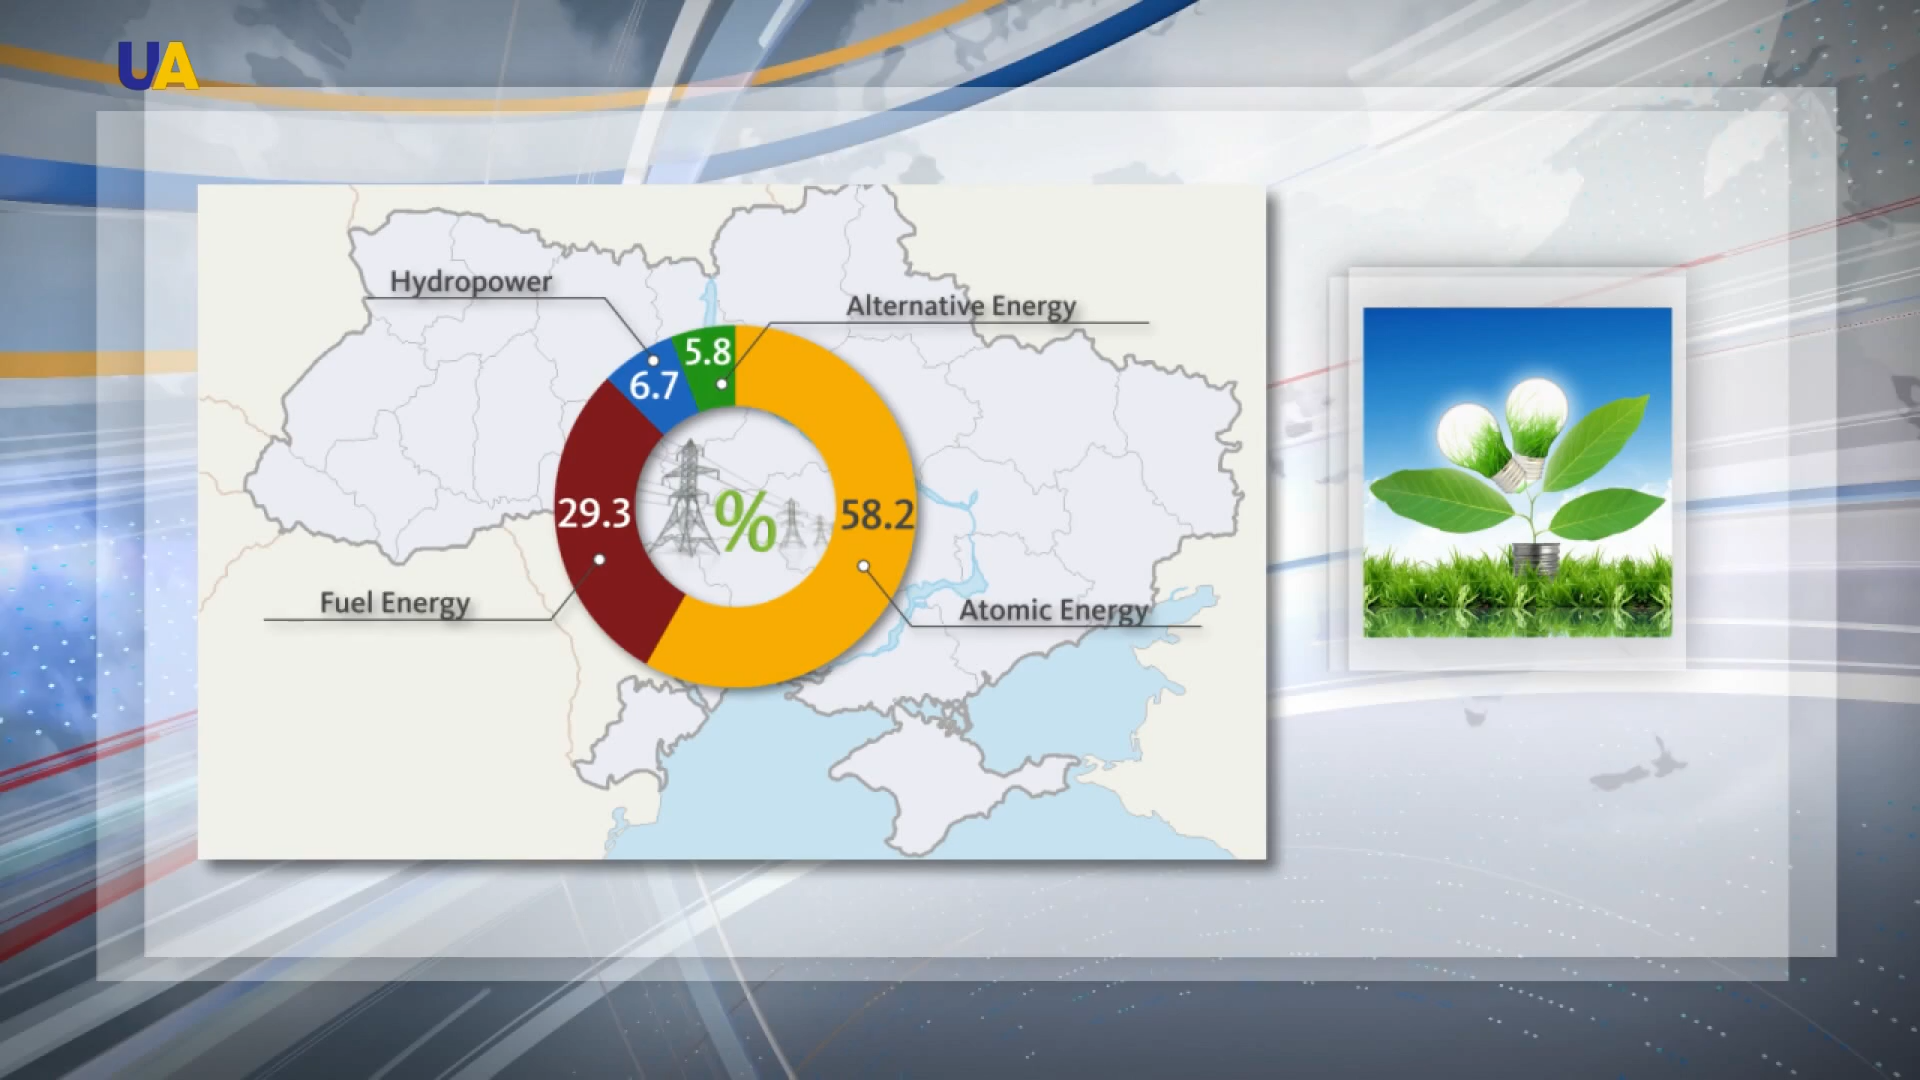 UA
Hydropower
Alternative Energy
5.8
6.7
29.3
%
58.2
Fuel Energy
Atomic Energy